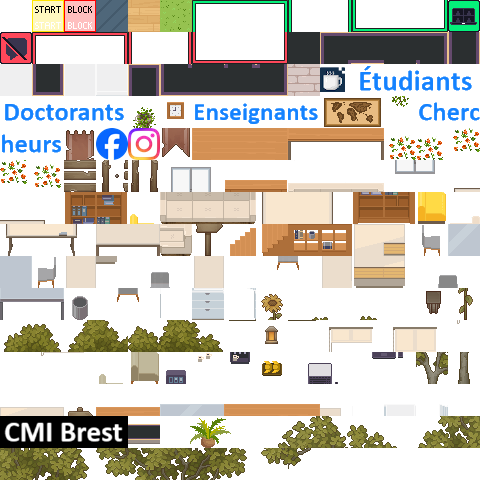 START BLOCK
START BLOCK
Étudiants
Doctorants Enseignants Cherc
heurs
CMI Brest